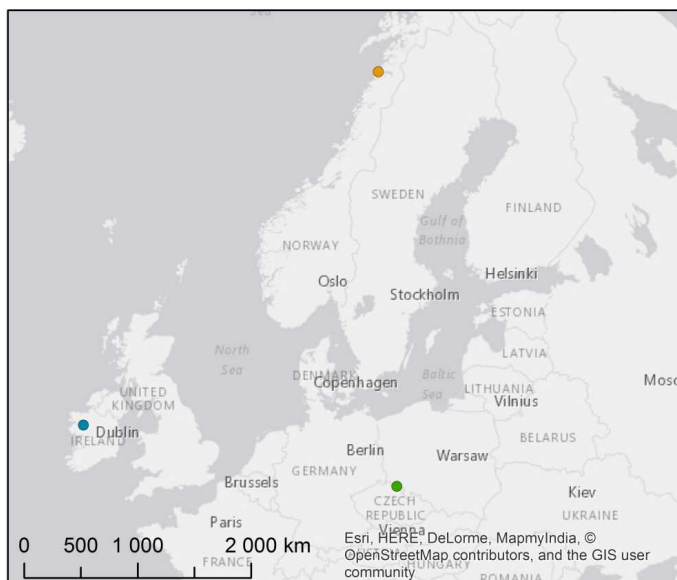 Sea
SWEDEN
FINLAND
Gulf of
Bothnia
NORWAY
Oslo
Helsinki
Stockholm
ESTONIA
North
Sea
LATVIA
DENMARK
Copenhagen
Baltic
Sea
LITHUANIA
Mosc
UNITED
KINGDOM
Vilnius
Dublin
IRELAND
BELARUS
Berlin
Warsaw
GERMANY
Brussels
Kiev
CZECH
REPUBLIC
UKRAINE
Paris
Vienna
FRANCE
HUNGARY
ROMANIA
0 500 1 000 2 000 km
Esri, HERE, DeLorme, MapmyIndia, ©
OpenStreetMap contributors, and the GIS user
community